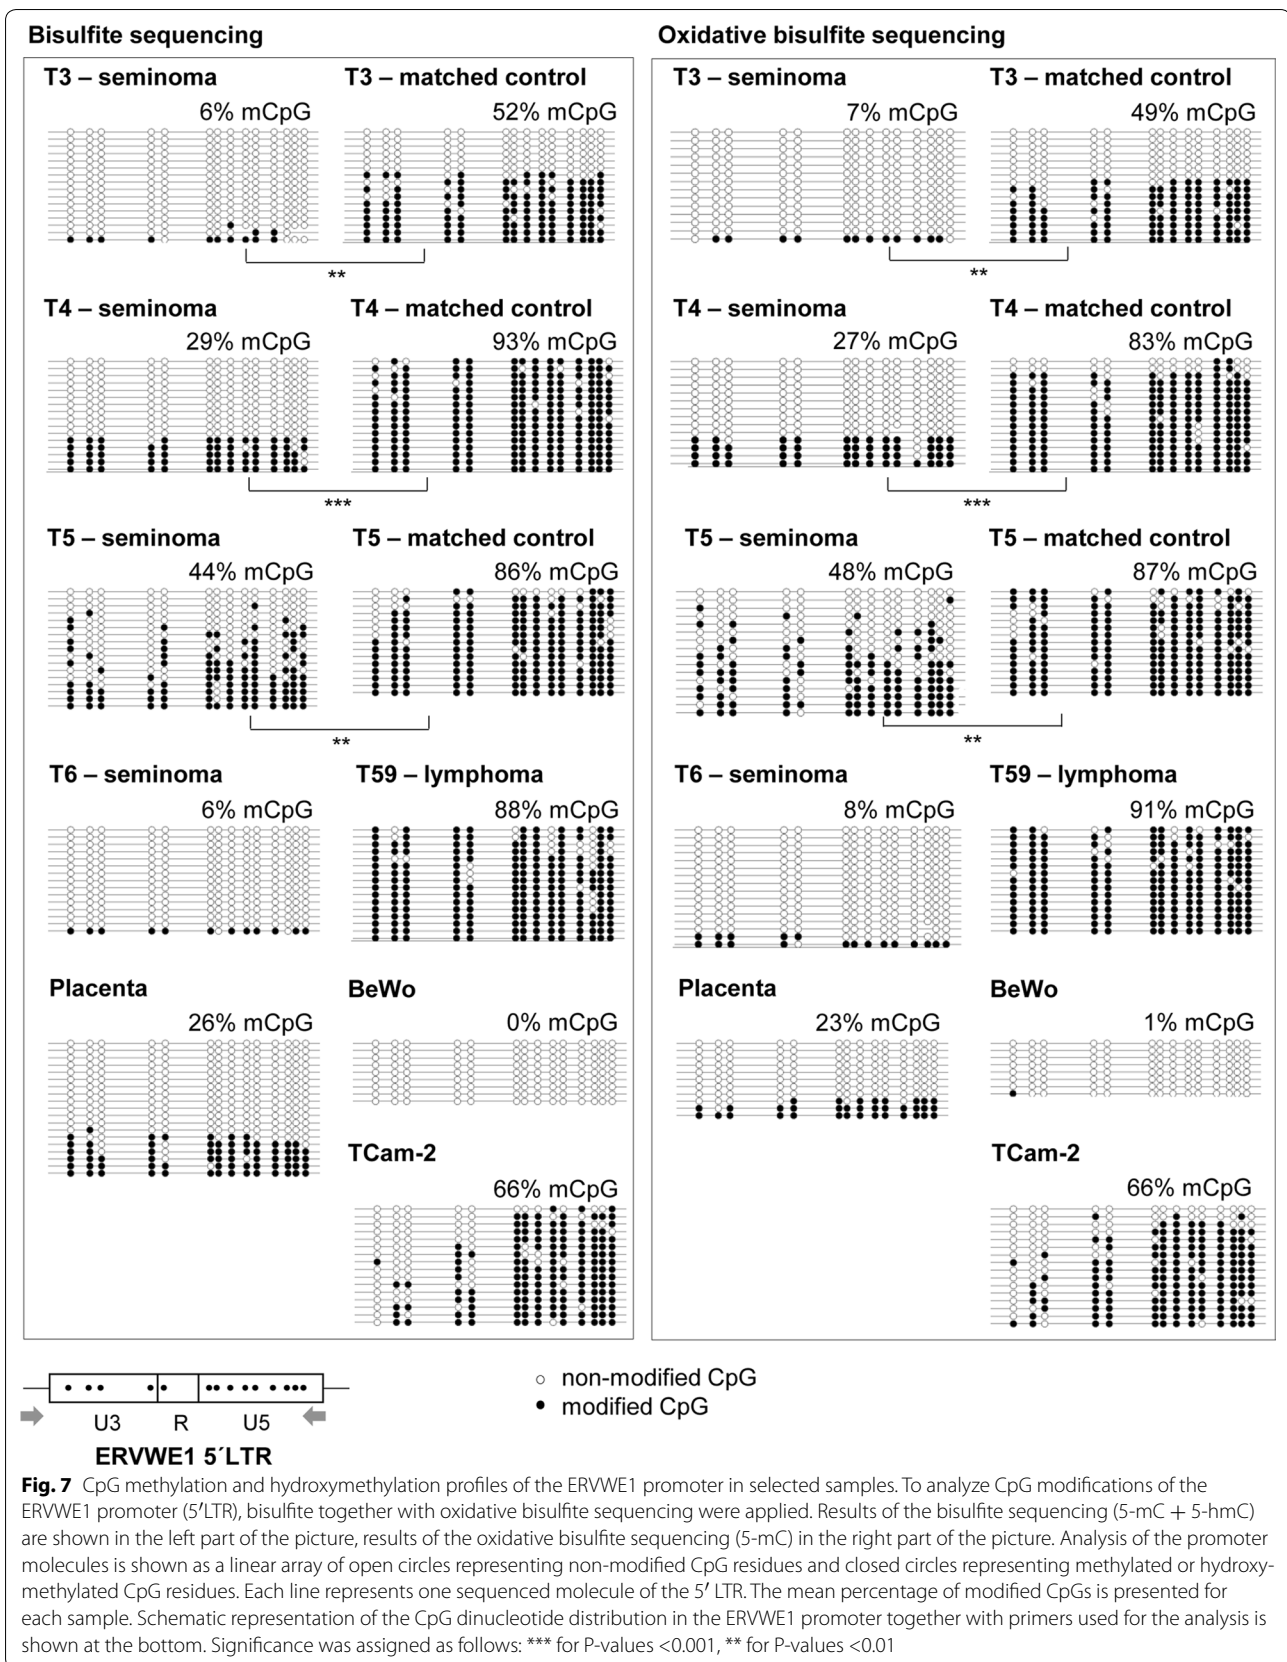 Bisulfite sequencing
T3 – seminoma
6% mCpG
T3 – matched control
52% mCpG
**
T4 – seminoma
29% mCpG
T4 – matched control
93% mCpG
***
T5 – seminoma
44% mCpG
T5 – matched control
86% mCpG
**
T6 – seminoma
6% mCpG
T59 – lymphoma
88% mCpG
Placenta
26% mCpG
BeWo
0% mCpG
TCam-2
66% mCpG
Oxidative bisulfite sequencing
T3 – seminoma
7% mCpG
T3 – matched control
49% mCpG
**
T4 – seminoma
27% mCpG
T4 – matched control
83% mCpG
***
T5 – seminoma
48% mCpG
T5 – matched control
87% mCpG
**
T6 – seminoma
8% mCpG
T59 – lymphoma
91% mCpG
Placenta
23% mCpG
BeWo
1% mCpG
TCam-2
66% mCpG
U3 R U5
ERVWE1 5´LTR
non-modified CpG
modified CpG
Fig. 7 CpG methylation and hydroxymethylation profiles of the ERVWE1 promoter in selected samples. To analyze CpG modifications of the
ERVWE1 promoter (5′LTR), bisulfite together with oxidative bisulfite sequencing were applied. Results of the bisulfite sequencing (5-mC + 5-hmC)
are shown in the left part of the picture, results of the oxidative bisulfite sequencing (5-mC) in the right part of the picture. Analysis of the promoter
molecules is shown as a linear array of open circles representing non-modified CpG residues and closed circles representing methylated or hydroxy-
methylated CpG residues. Each line represents one sequenced molecule of the 5′ LTR. The mean percentage of modified CpGs is presented for
each sample. Schematic representation of the CpG dinucleotide distribution in the ERVWE1 promoter together with primers used for the analysis is
shown at the bottom. Significance was assigned as follows: *** for P-values <0.001, ** for P-values <0.01